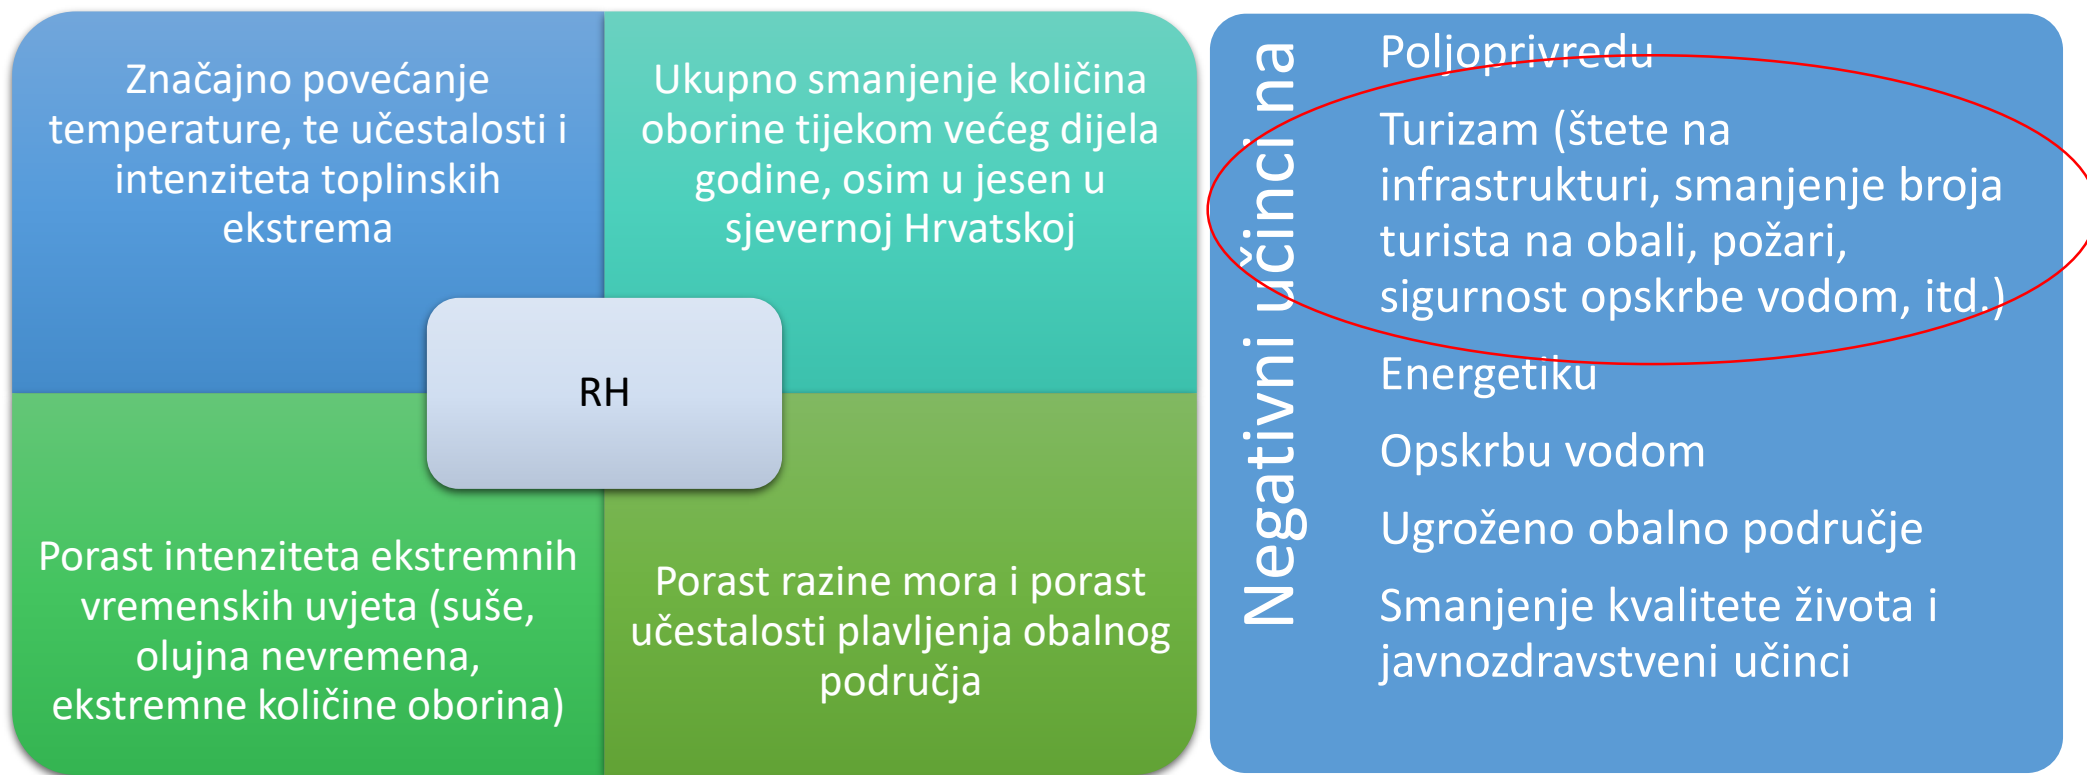 Značajno povećanje
temperature, te učestalosti i
intenziteta toplinskih
ekstrema
Ukupno smanjenje količina
oborine tijekom većeg dijela
godine, osim u jesen u
sjevernoj Hrvatskoj
RH
Porast intenziteta ekstremnih
vremenskih uvjeta (suše,
olujna nevremena,
ekstremne količine oborina)
Porast razine mora i porast
učestalosti plavljenja obalnog
područja
Negativni učinci na
Poljoprivredu
Turizam (štete na
infrastrukturi, smanjenje broja
turista na obali, požari,
sigurnost opskrbe vodom, itd.)
Energetiku
Opskrbu vodom
Ugroženo obalno područje
Smanjenje kvalitete života i
javnozdravstveni učinci